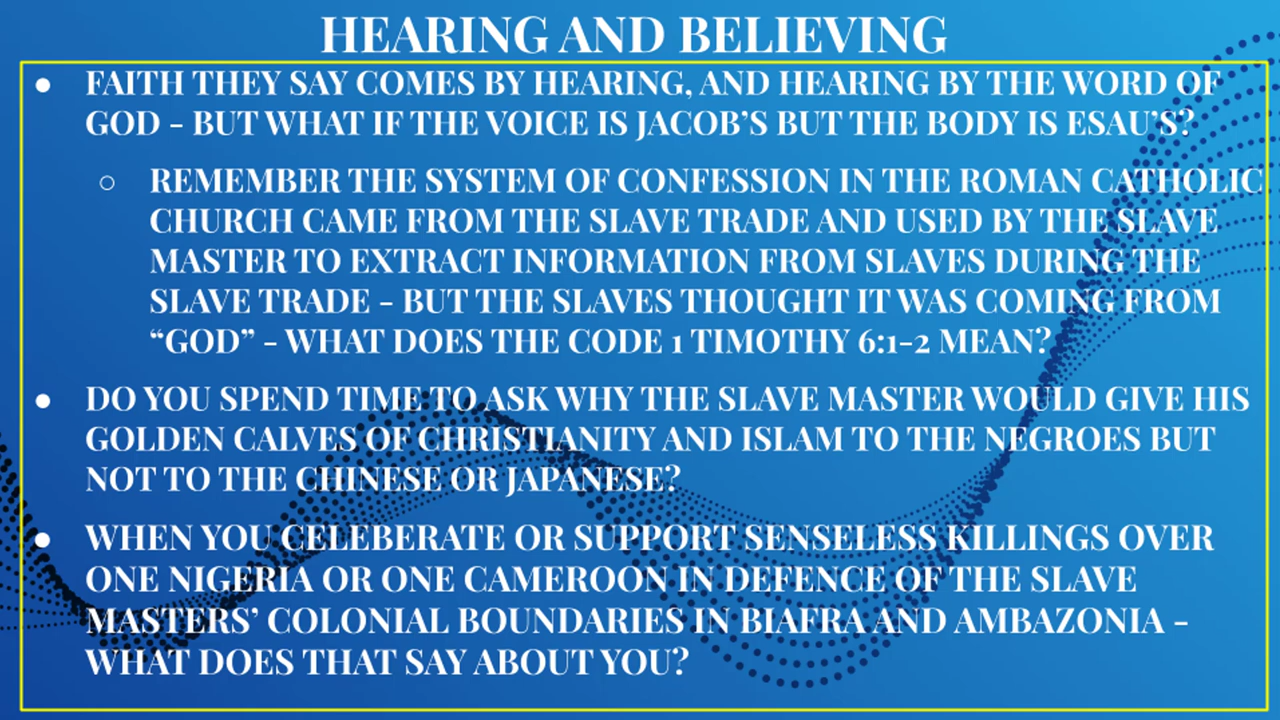 HEARING AND BELIEVING
● FAITH THEY SAY COMES BY HEARING, AND HEARING BY THE WORD OF
GOD – BUT WHAT IF THE VOICE IS JACOB'S BUT THE BODY IS ESAU'S?
○ REMEMBER THE SYSTEM OF CONFESSION IN THE ROMAN CATHOLIC
CHURCH CAME FROM THE SLAVE TRADE AND USED BY THE SLAVE
MASTER TO EXTRACT INFORMATION FROM SLAVES DURING THE
SLAVE TRADE – BUT THE SLAVES THOUGHT IT WAS COMING FROM
“GOD” – WHAT DOES THE CODE 1 TIMOTHY 6:1-2 MEAN?
● DO YOU SPEND TIME TO ASK WHY THE SLAVE MASTER WOULD GIVE HIS
GOLDEN CALVES OF CHRISTIANITY AND ISLAM TO THE NEGROES BUT
NOT TO THE CHINESE OR JAPANESE?
● WHEN YOU CELEBERATE OR SUPPORT SENSELESS KILLINGS OVER
ONE NIGERIA OR ONE CAMEROON IN DEFENCE OF THE SLAVE
MASTERS' COLONIAL BOUNDARIES IN BIAFRA AND AMBAZONIA –
WHAT DOES THAT SAY ABOUT YOU?